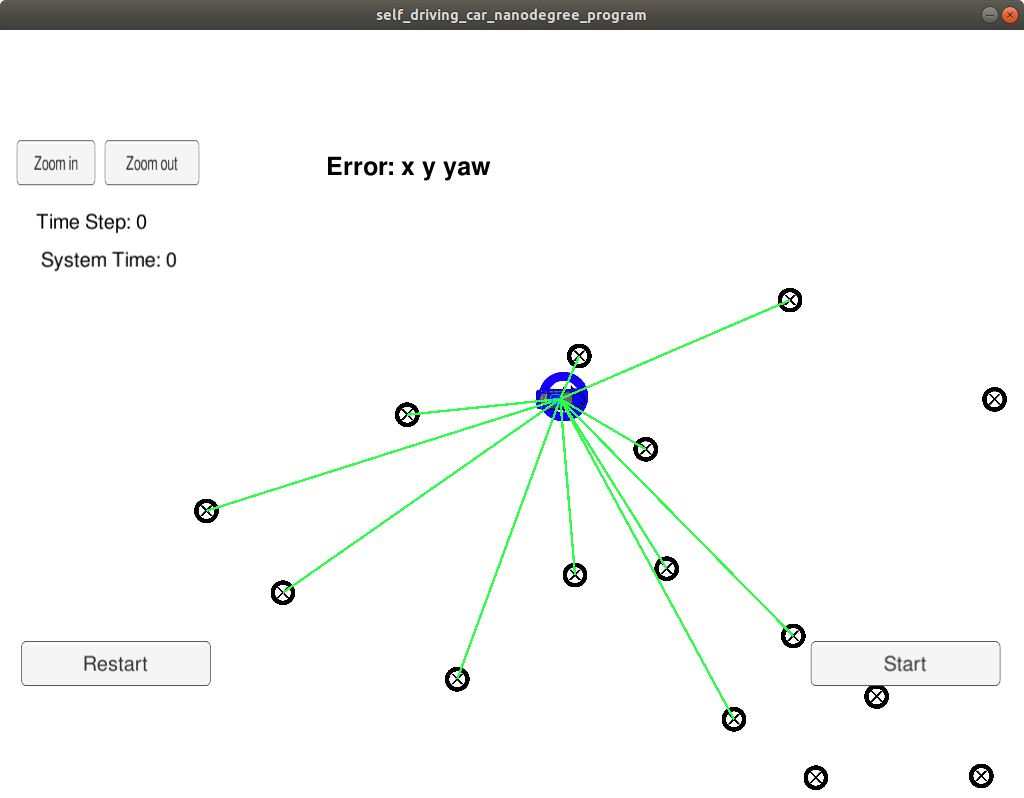 self_driving_car_nanodegree_program
Zoom in
Zoom out
Error: x y yaw
Time Step: 0
System Time: 0
Restart
Start